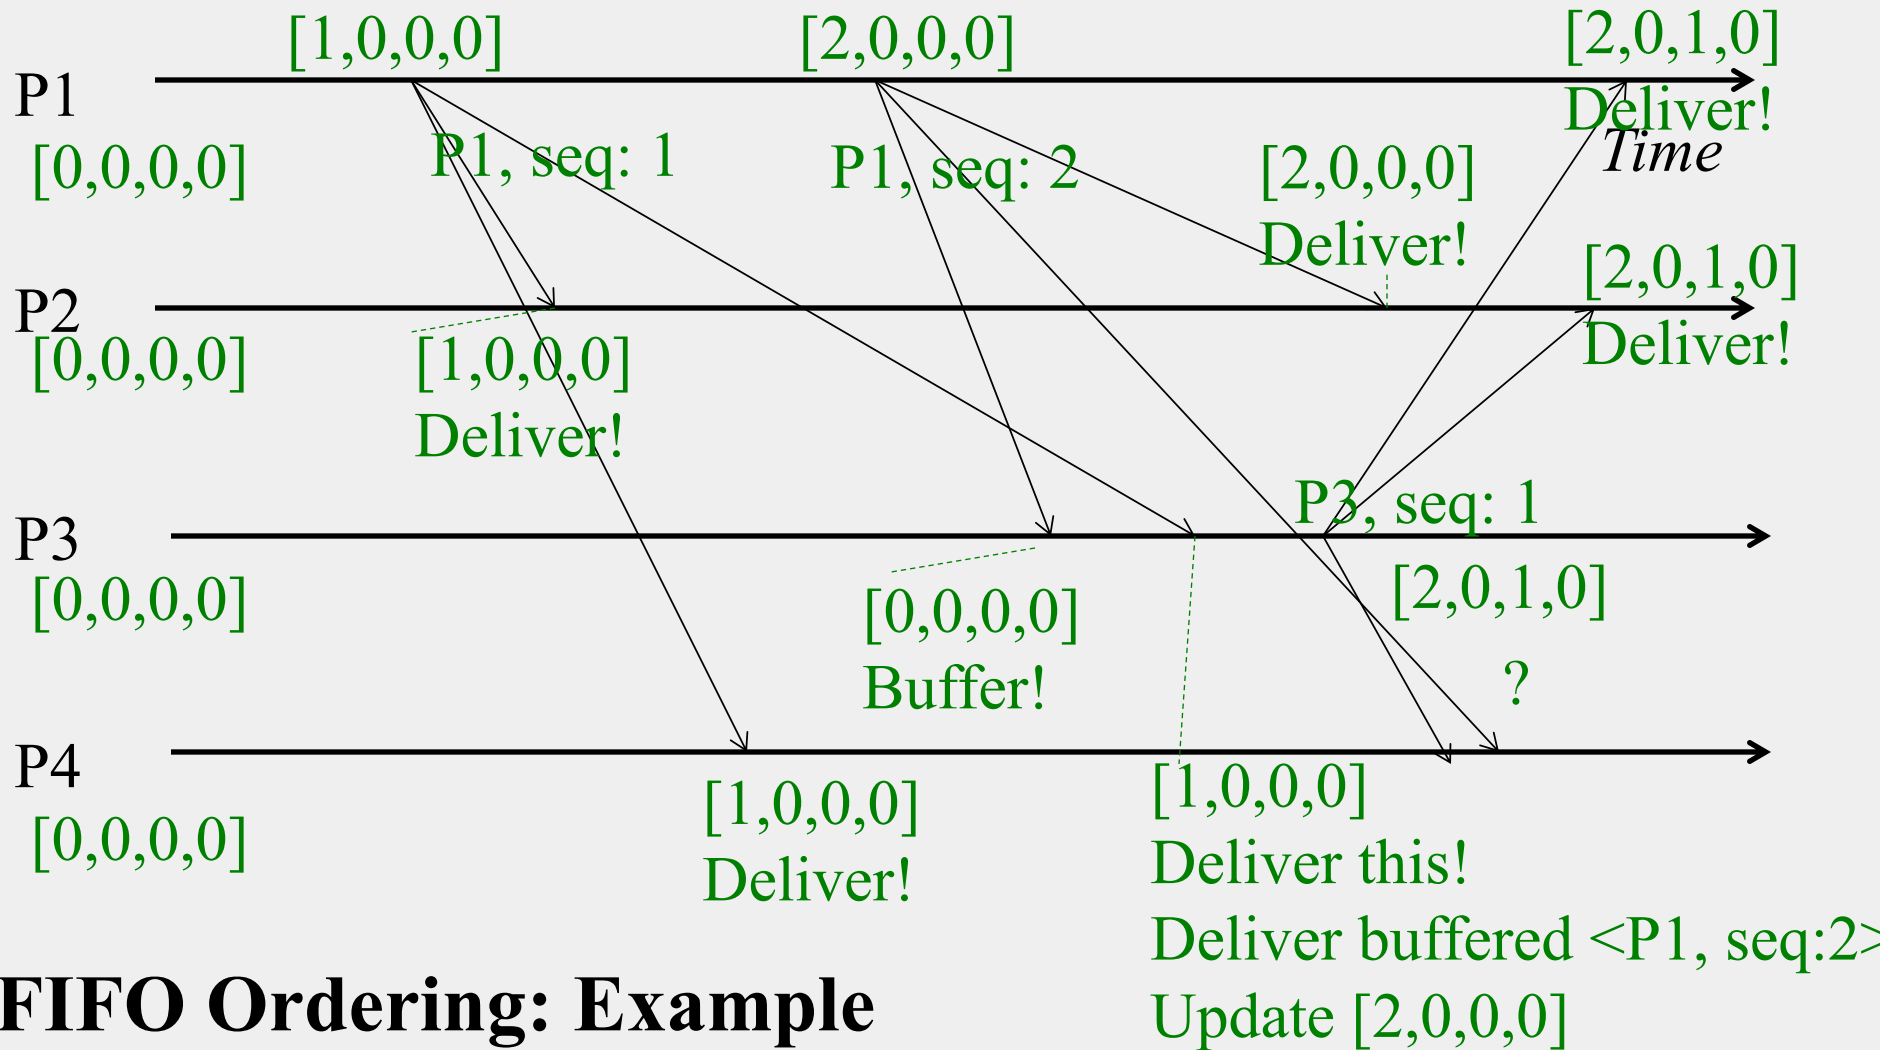 [1,0,0,0]
[2,0,0,0]
[2,0,1,0]
P1
Deliver!
Time
[0,0,0,0]
P1, seq: 1
P1, seq: 2
[2,0,0,0]
Deliver!
[2,0,1,0]
P2
[0,0,0,0]
[1,0,0,0]
Deliver!
Deliver!
P3, seq: 1
P3
[0,0,0,0]
[0,0,0,0]
Buffer!
[2,0,1,0]
?
P4
[0,0,0,0]
[1,0,0,0]
Deliver!
[1,0,0,0]
Deliver this!
Deliver buffered <P1, seq:2>
Update [2,0,0,0]
FIFO Ordering: Example